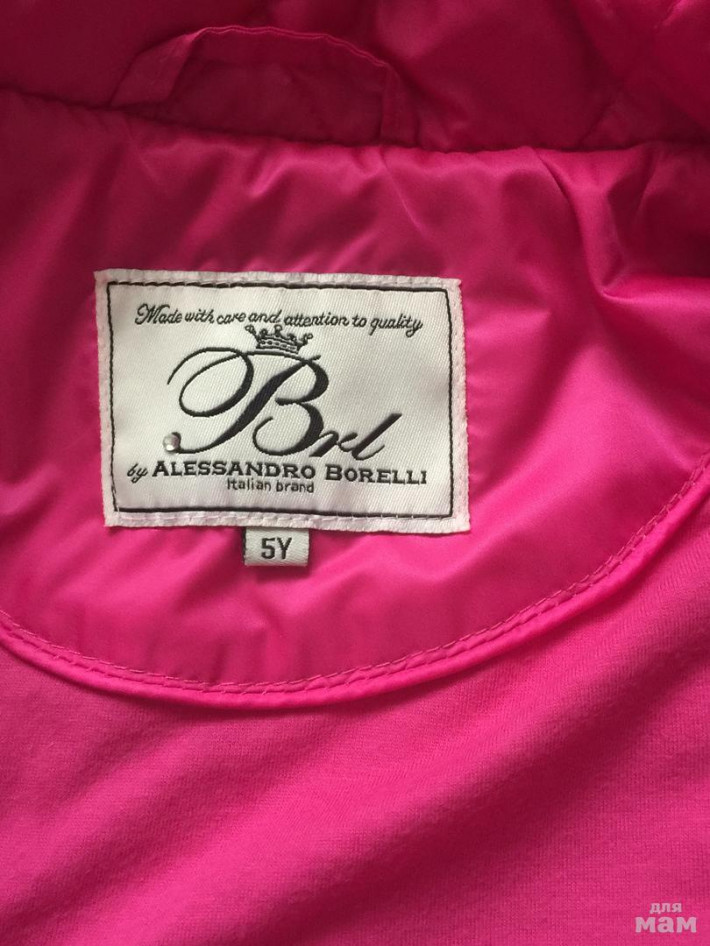 Made with care and attention to quality
Brl
by ALESSANDRO BORELLI
Italian brand
5Y
для
мам